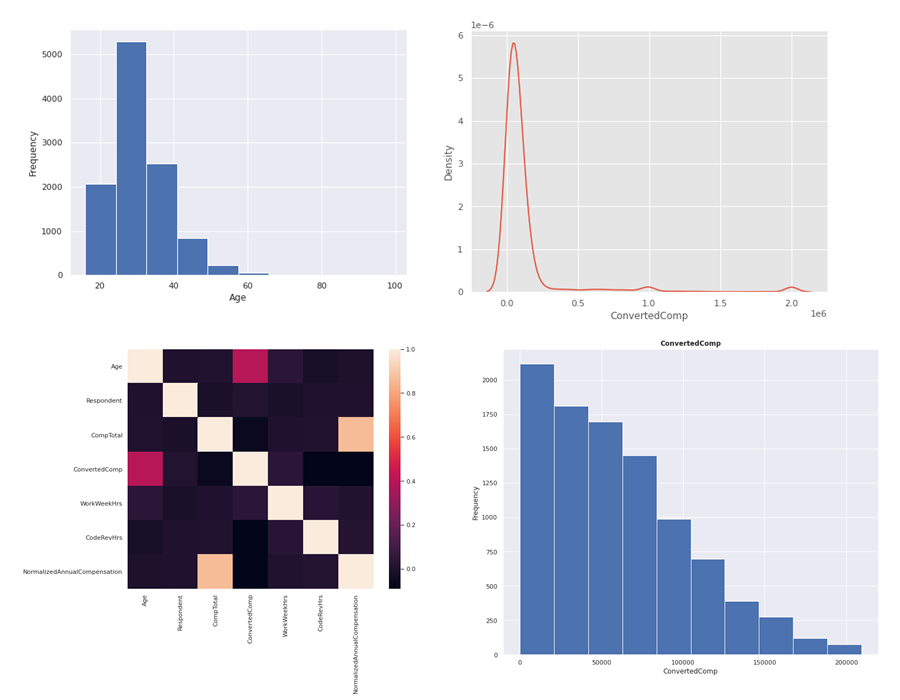 5000
4000
3000
2000
1000
0
Frequency
20 40 60 80 100
Age
1e−6
6
5
4
3
2
1
0
Density
0.0 0.5 1.0 1.5 2.0
1e6
ConvertedComp
Age
Respondent
CompTotal
ConvertedComp
WorkWeekHrs
CodeRevHrs
NormalizedAnnualCompensation
Age
Respondent
CompTotal
ConvertedComp
WorkWeekHrs
CodeRevHrs
NormalizedAnnualCompensation
1.0
0.8
0.6
0.4
0.2
0.0
ConvertedComp
2000
1750
1500
1250
1000
750
500
250
0
Frequency
0 50000 100000 150000 200000
ConvertedComp